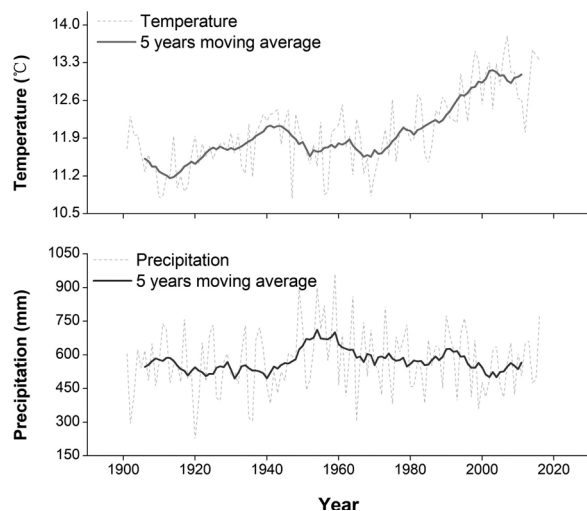 Temperature (℃)
14.0
13.3
12.6
11.9
11.2
10.5
Temperature
5 years moving average
Precipitation (mm)
1050
900
750
600
450
300
150
Precipitation
5 years moving average
1900 1920 1940 1960 1980 2000 2020
Year